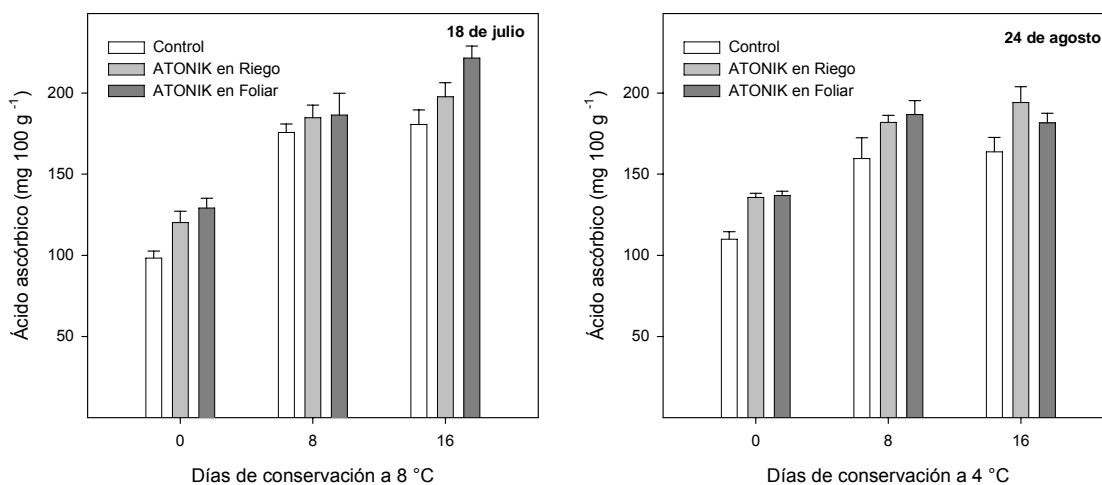 18 de julio
Control
ATONIK en Riego
ATONIK en Foliar
Ácido ascórbico (mg 100 g -1)
200
150
100
50
0 8 16
Días de conservación a 8 °C
24 de agosto
Control
ATONIK en Riego
ATONIK en Foliar
Ácido ascórbico (mg 100 g -1)
200
150
100
50
0 8 16
Días de conservación a 4 °C